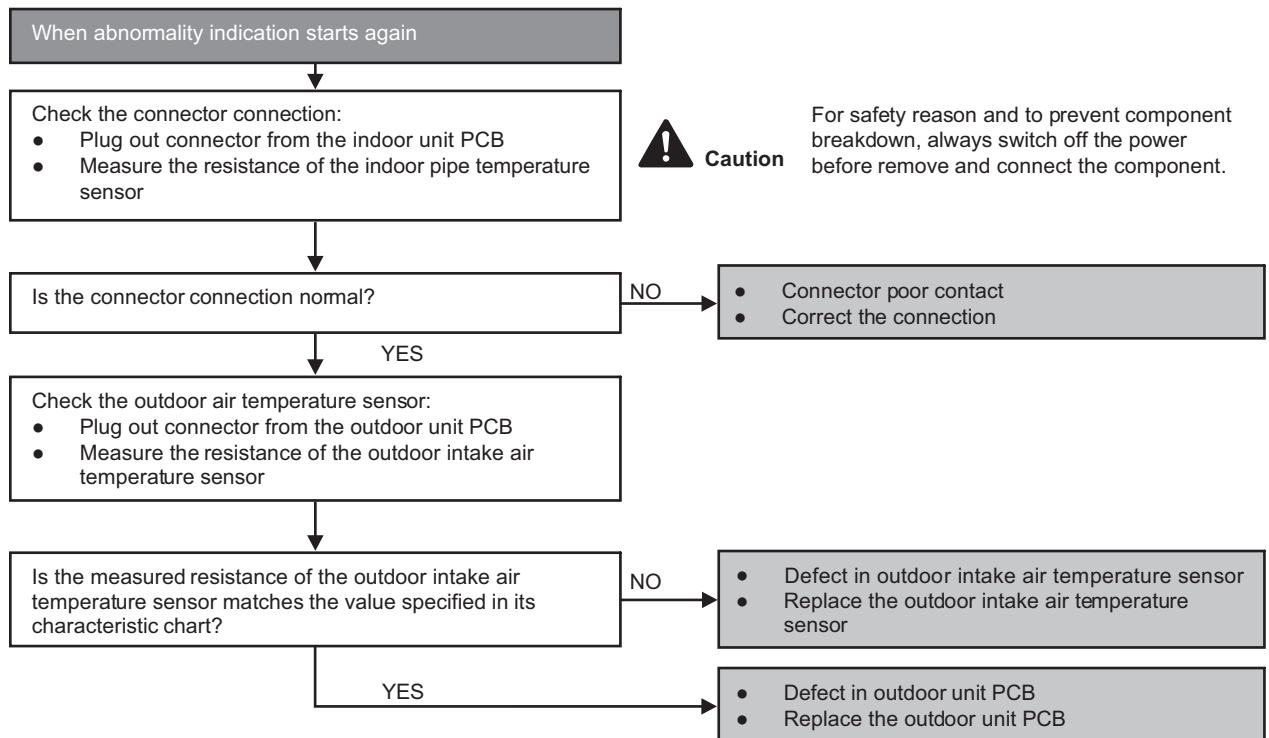 When abnormality indication starts again
Check the connector connection:
● Plug out connector from the indoor unit PCB
● Measure the resistance of the indoor pipe temperature
sensor
Caution
For safety reason and to prevent component
breakdown, always switch off the power
before remove and connect the component.
Is the connector connection normal?
NO
● Connector poor contact
● Correct the connection
YES
Check the outdoor air temperature sensor:
● Plug out connector from the outdoor unit PCB
● Measure the resistance of the outdoor intake air
temperature sensor
Is the measured resistance of the outdoor intake air
temperature sensor matches the value specified in its
characteristic chart?
NO
● Defect in outdoor intake air temperature sensor
● Replace the outdoor intake air temperature
sensor
YES
● Defect in outdoor unit PCB
● Replace the outdoor unit PCB